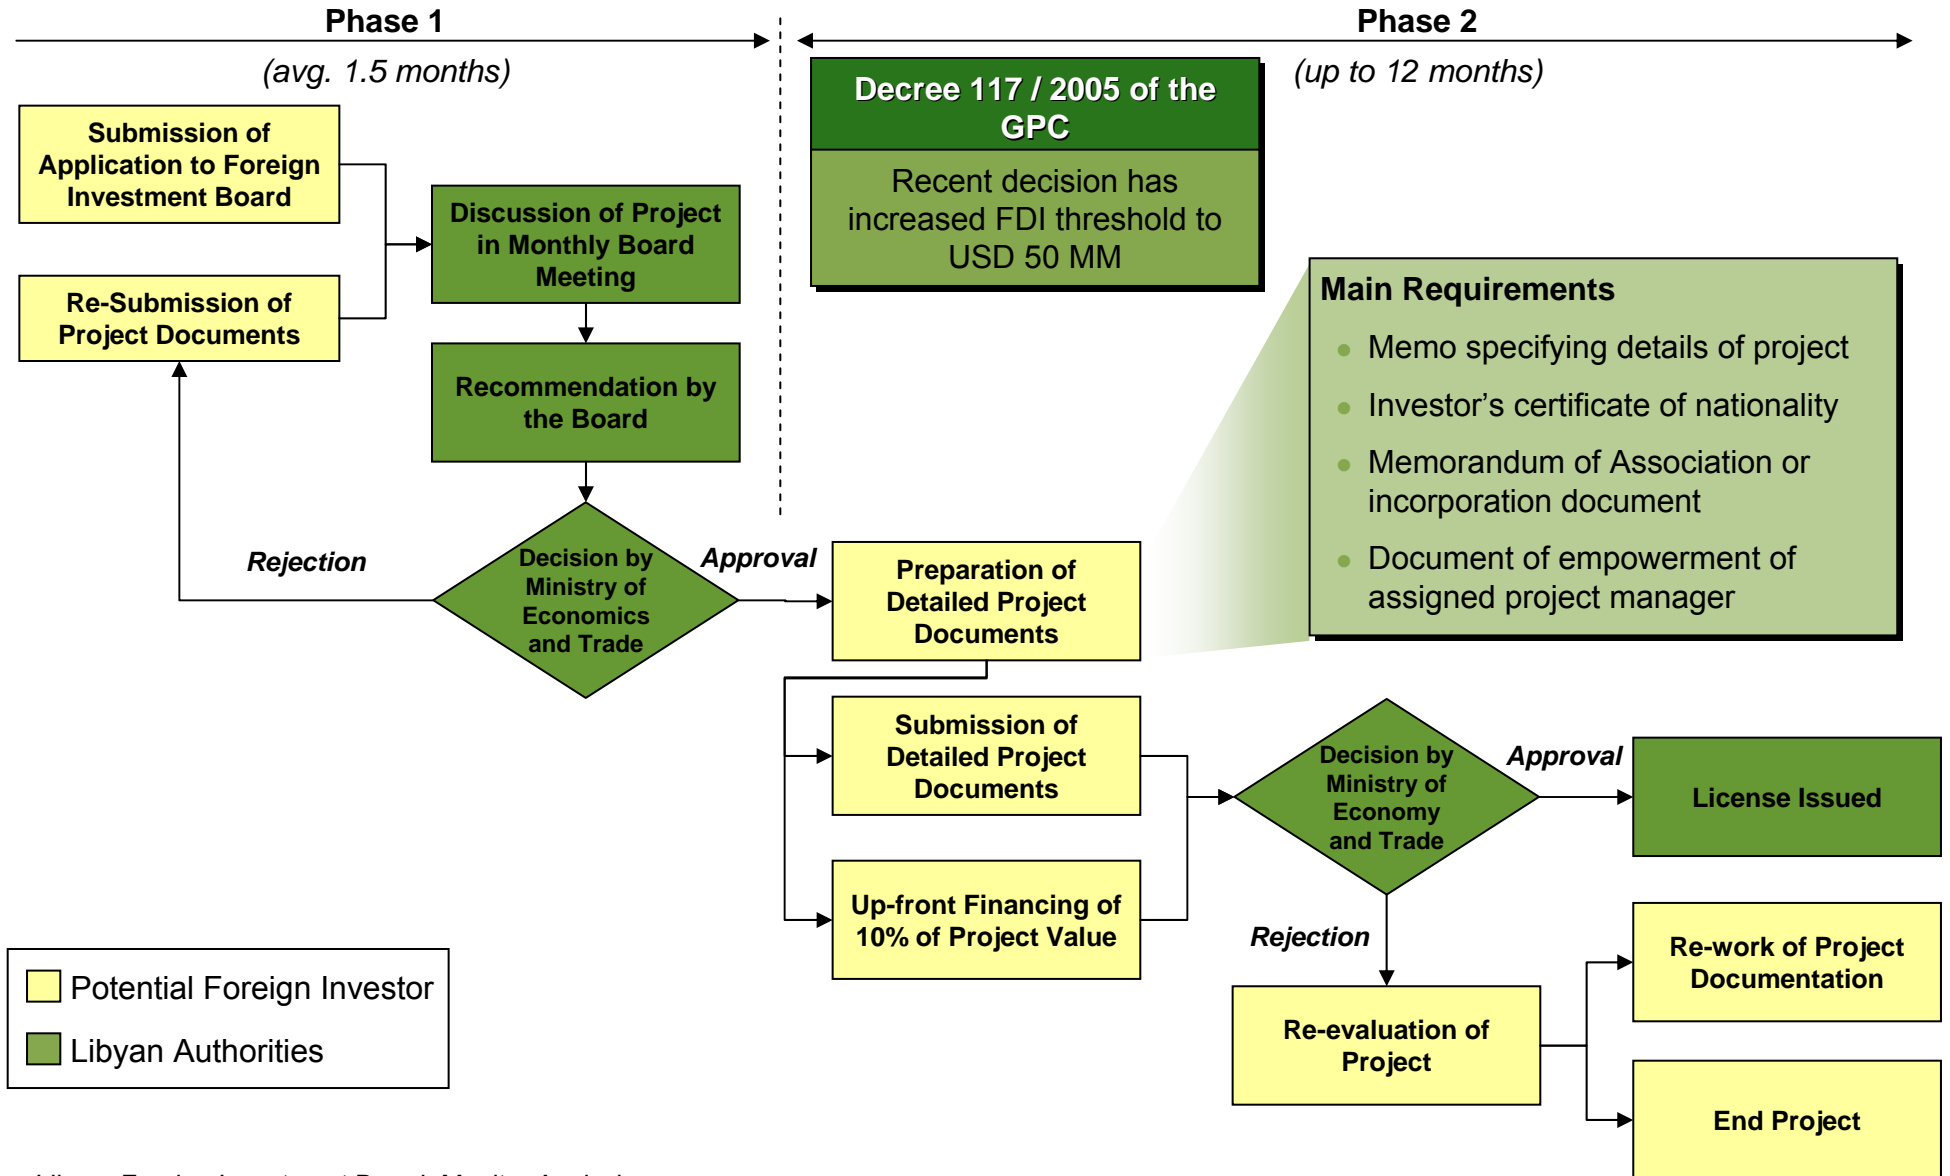 Phase 1
(avg. 1.5 months)
Phase 2
(up to 12 months)
Decree 117 / 2005 of the
GPC
Recent decision has
increased FDI threshold to
USD 50 MM
Submission of
Application to Foreign
Investment Board
Re-Submission of
Project Documents
Discussion of Project
in Monthly Board
Meeting
Recommendation by
the Board
Main Requirements
Memo specifying details of project
Investor’s certificate of nationality
Memorandum of Association or
incorporation document
Document of empowerment of
assigned project manager
Rejection
Decision by
Ministry of
Economics
and Trade
Approval
Preparation of
Detailed Project
Documents
Submission of
Detailed Project
Documents
Up-front Financing of
10% of Project Value
Decision by
Ministry of
Economy
and Trade
Approval
License Issued
Rejection
Re-evaluation of
Project
Re-work of Project
Documentation
End Project
Potential Foreign Investor
Libyan Authorities